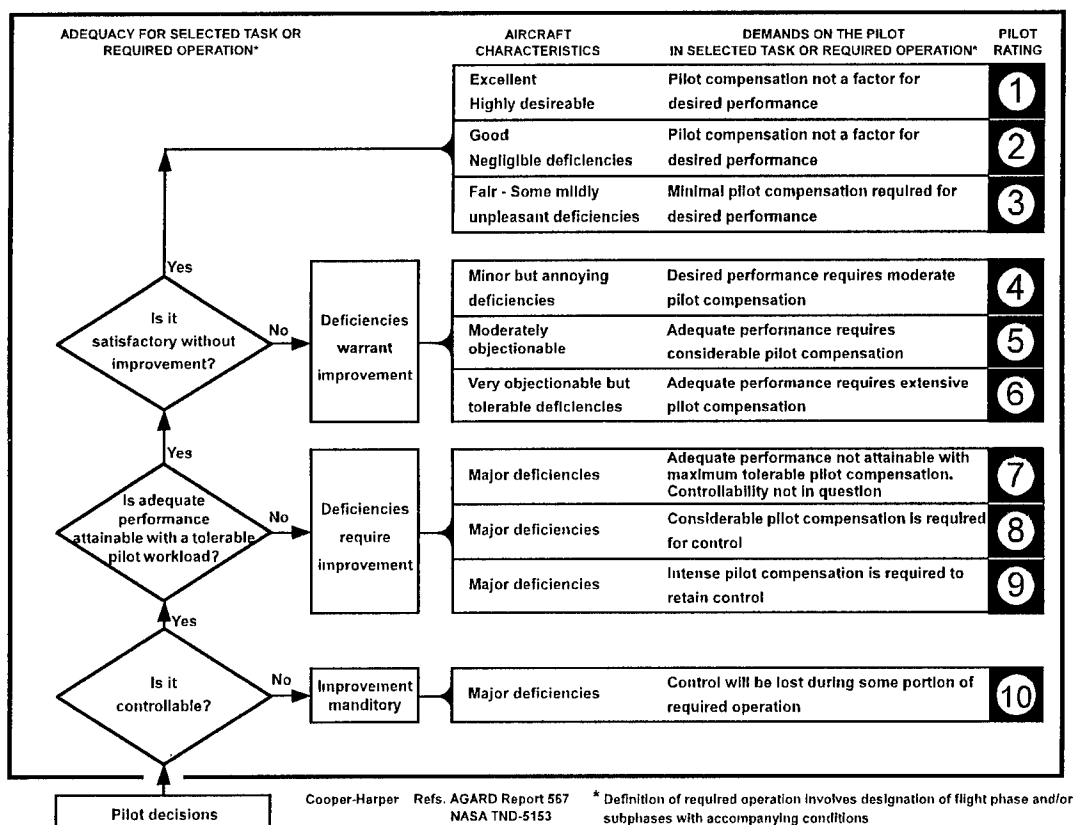 ADEQUACY FOR SELECTED TASK OR
REQUIRED OPERATION*
AIRCRAFT
CHARACTERISTICS
DEMANDS ON THE PILOT
IN SELECTED TASK OR REQUIRED OPERATION*
PILOT
RATING
Excellent
Highly desireable
Pilot compensation not a factor for
desired performance
1
Good
Negligible deficiencies
Pilot compensation not a factor for
desired performance
2
Fair - Some mildly
unpleasant deficiencies
Minimal pilot compensation required for
desired performance
3
Yes
Is it
satisfactory without
improvement?
No
Deficiencies
warrant
improvement
Minor but annoying
deficiencies
Desired performance requires moderate
pilot compensation
4
Moderately
objectionable
Adequate performance requires
considerable pilot compensation
5
Very objectionable but
tolerable deficiencies
Adequate performance requires extensive
pilot compensation
6
Yes
Is adequate
performance
attainable with a tolerable
pilot workload?
No
Deficiencies
require
improvement
Major deficiencies
Adequate performance not attainable with
maximum tolerable pilot compensation.
Controllability not in question
7
Major deficiencies
Considerable pilot compensation is required
for control
8
Major deficiencies
Intense pilot compensation is required to
retain control
9
Yes
Is it
controllable?
No
Improvement
manditory
Major deficiencies
Control will be lost during some portion of
required operation
10
Pilot decisions
Cooper-Harper Refs. AGARD Report 567
NASA TND-5153
* Definition of required operation involves designation of flight phase and/or
subphases with accompanying conditions